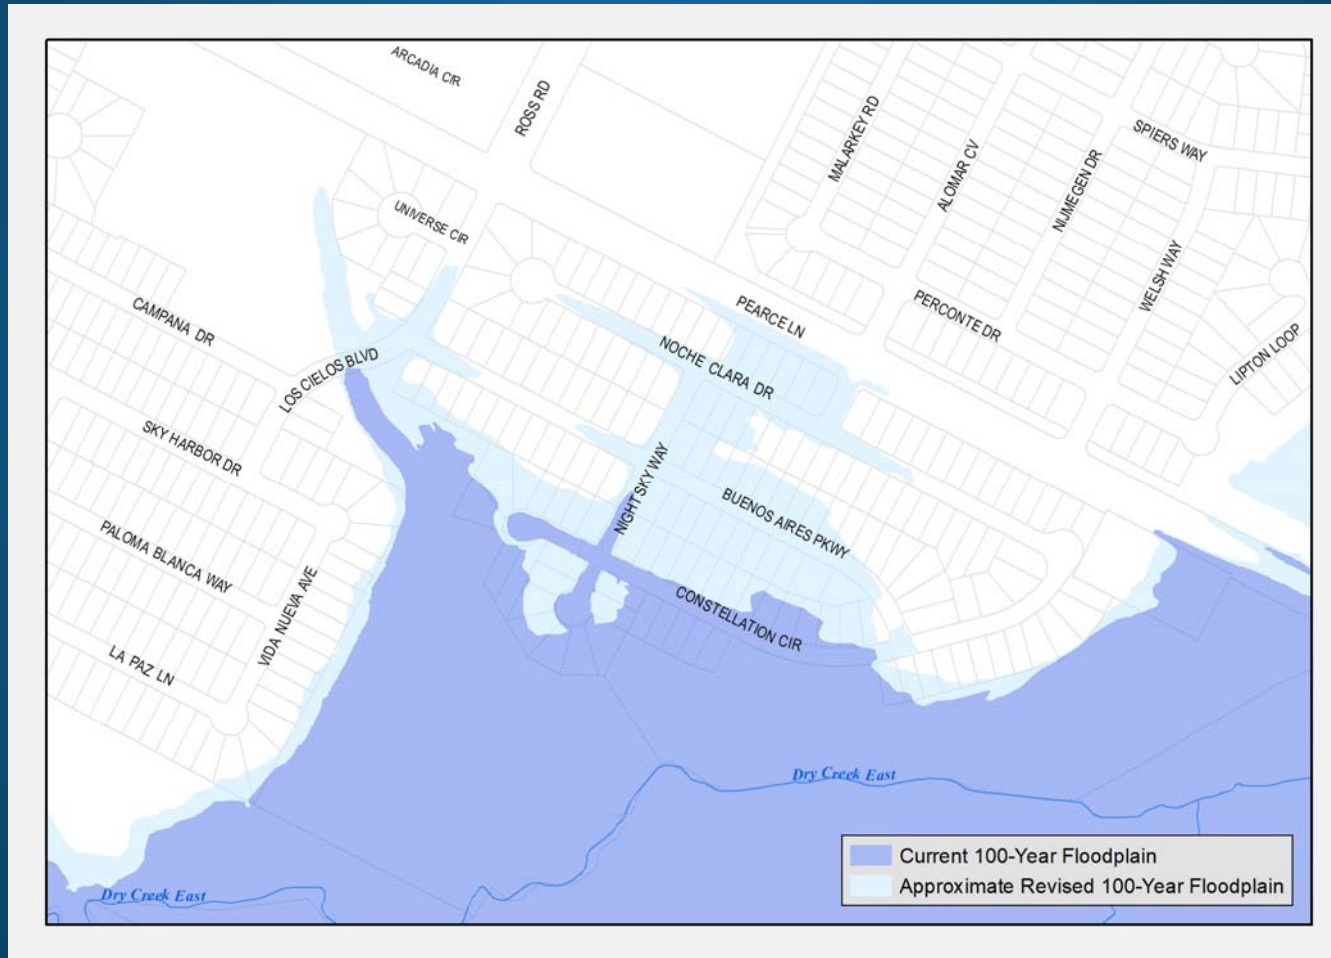 ARCADIA CIR
ROSS RD
MALARKEY RD
ALOMAR CV
NIJMEGEN DR
SPIERS WAY
UNIVERSE CIR
WELSH WAY
CAMPANA DR
PEARCE LN
PERCONTE DR
LIPTON LOOP
LOS CIELOS BLVD
NOCHE CLARA DR
SKY HARBOR DR
NIGHT SKY WAY
BUENOS AIRES PKWY
PALOMA BLANCA WAY
VIDA NUEVA AVE
CONSTELLATION CIR
LA PAZ LN
Dry Creek East
Current 100-Year Floodplain
Approximate Revised 100-Year Floodplain
Dry Creek East